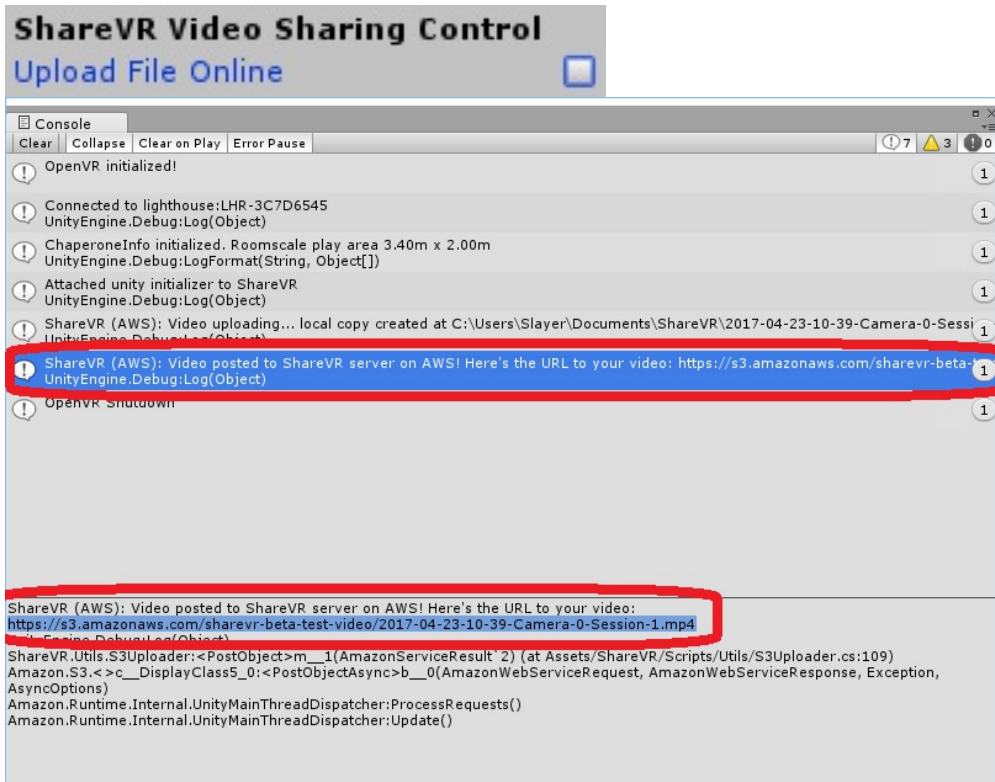 ShareVR Video Sharing Control
Upload File Online
Console
Clear Collapse Clear on Play Error Pause 7 3 0
OpenVR initialized!
1
Connected to lighthouse:LHR-3C7D6545
UnityEngine.Debug:Log(Object)
1
ChaperoneInfo initialized. Roomscale play area 3.40m x 2.00m
UnityEngine.Debug:LogFormat(String, Object[])
1
Attached unity initializer to ShareVR
UnityEngine.Debug:Log(Object)
1
ShareVR (AWS): Video uploading... local copy created at C:\Users\Slayer\Documents\ShareVR\2017-04-23-10-39-Camera-0-Sessi
UnityEngine.Debug:Log(Object)
1
ShareVR (AWS): Video posted to ShareVR server on AWS! Here's the URL to your video: https://s3.amazonaws.com/sharevr-beta-t
UnityEngine.Debug:Log(Object)
1
OpenVR Shutdown
1
ShareVR (AWS): Video posted to ShareVR server on AWS! Here's the URL to your video:
https://s3.amazonaws.com/sharevr-beta-test-video/2017-04-23-10-39-Camera-0-Session-1.mp4
UnityEngine.Debug:Log(Object)
ShareVR.Utils.S3Uploader:<PostObject>m__1(AmazonServiceResult`2) (at Assets/ShareVR/Scripts/Utils/S3Uploader.cs:109)
Amazon.S3.<>c__DisplayClass5_0:<PostObjectAsync>b__0(AmazonWebServiceRequest, AmazonWebServiceResponse, Exception,
AsyncOptions)
Amazon.Runtime.Internal.UnityMainThreadDispatcher:ProcessRequests()
Amazon.Runtime.Internal.UnityMainThreadDispatcher:Update()